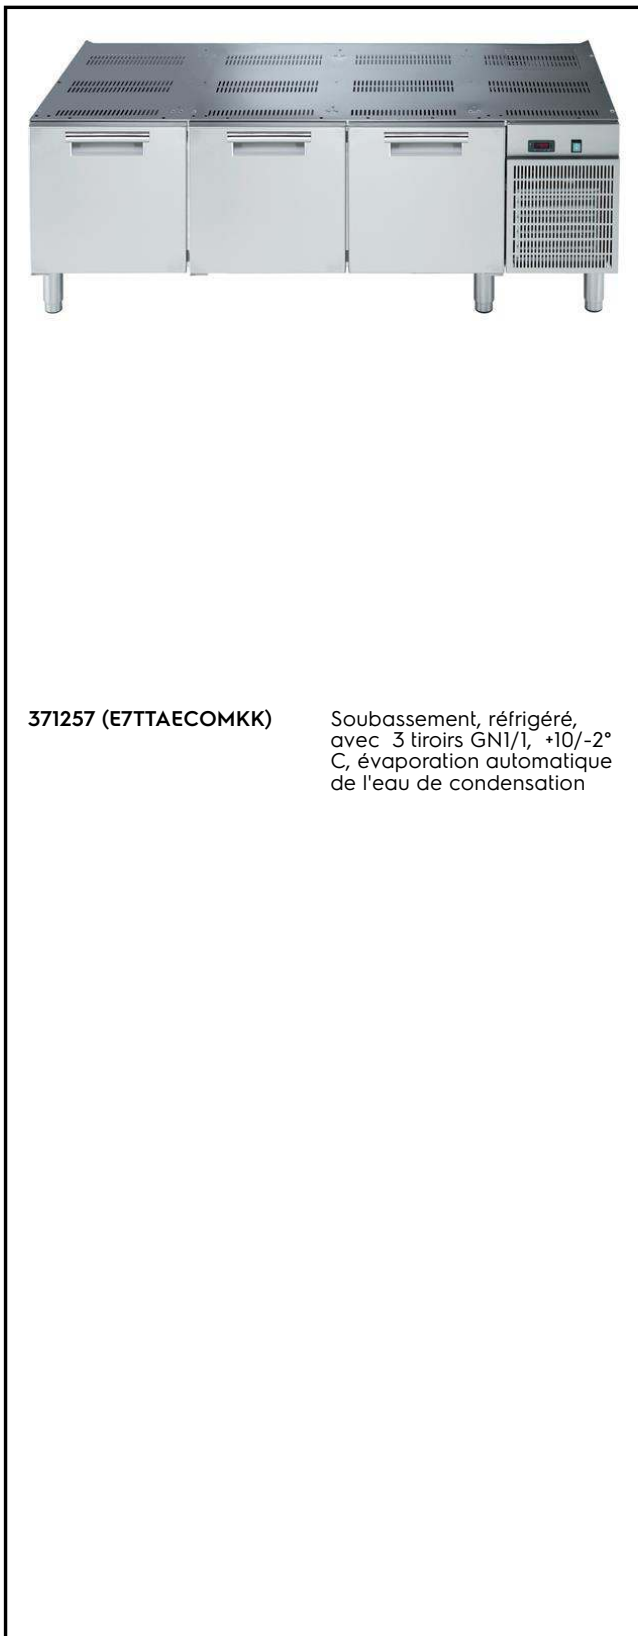 371257 (E7TTAECOMKK)
Soubassement, réfrigéré,
avec 3 tiroirs GN1/1, +10/-2°
C, évaporation automatique
de l'eau de condensation